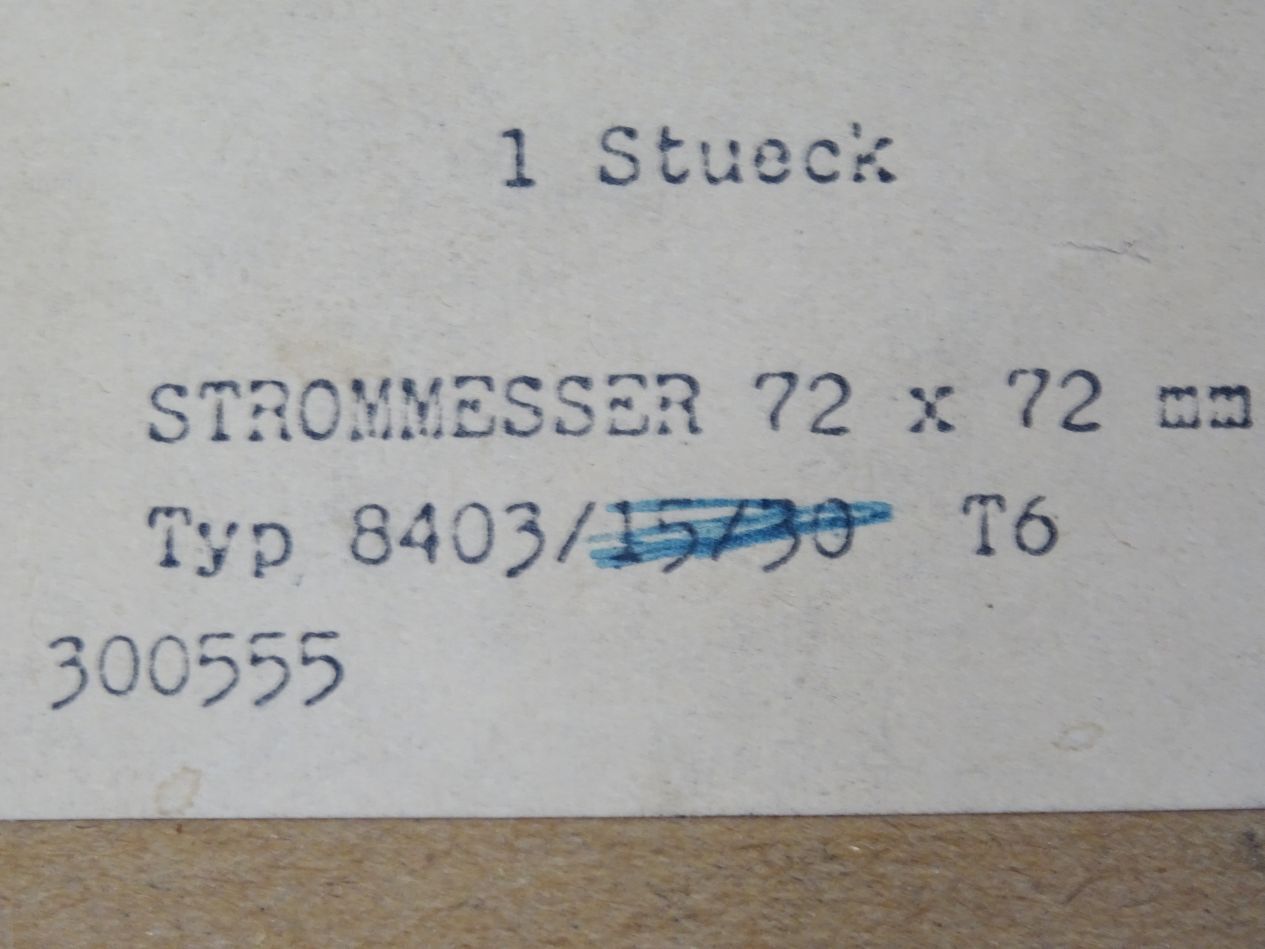 1 Stueck
STROMMESSER 72 x 72 mm
Typ 8403/15/30 T6
300555